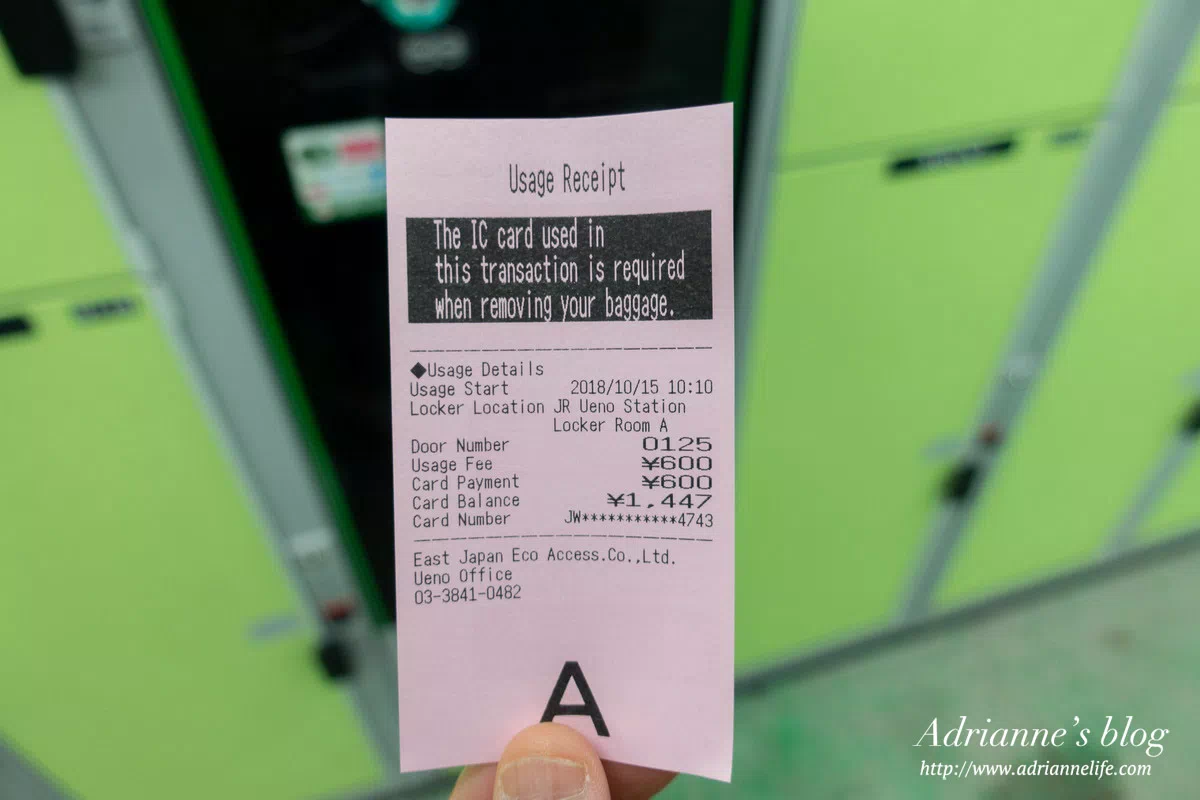 Usage Receipt
The IC card used in
this transaction is required
when removing your baggage.
◆Usage Details
Usage Start 2018/10/15 10:10
Locker Location JR Ueno Station
Locker Room A
Door Number 0125
Usage Fee ¥600
Card Payment ¥600
Card Balance ¥1,447
Card Number JW***********4743
East Japan Eco Access.Co.,Ltd.
Ueno Office
03-3841-0482
A
Adrianne's blog
http://www.adriannelife.com